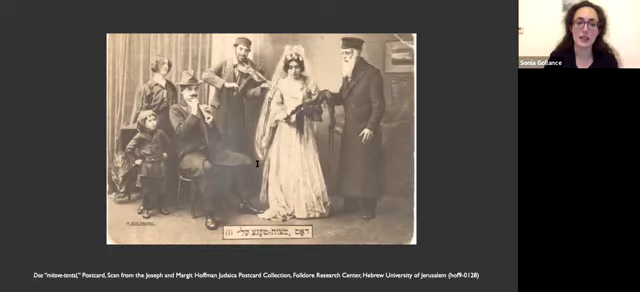 Sonia Gollance
דאָס
Dos "mitsve-tentsl," Postcard, Scan from the Joseph and Margit Hoffman Judaica Postcard Collection, Folklore Research Center, Hebrew University of Jerusalem (hof9-0128)